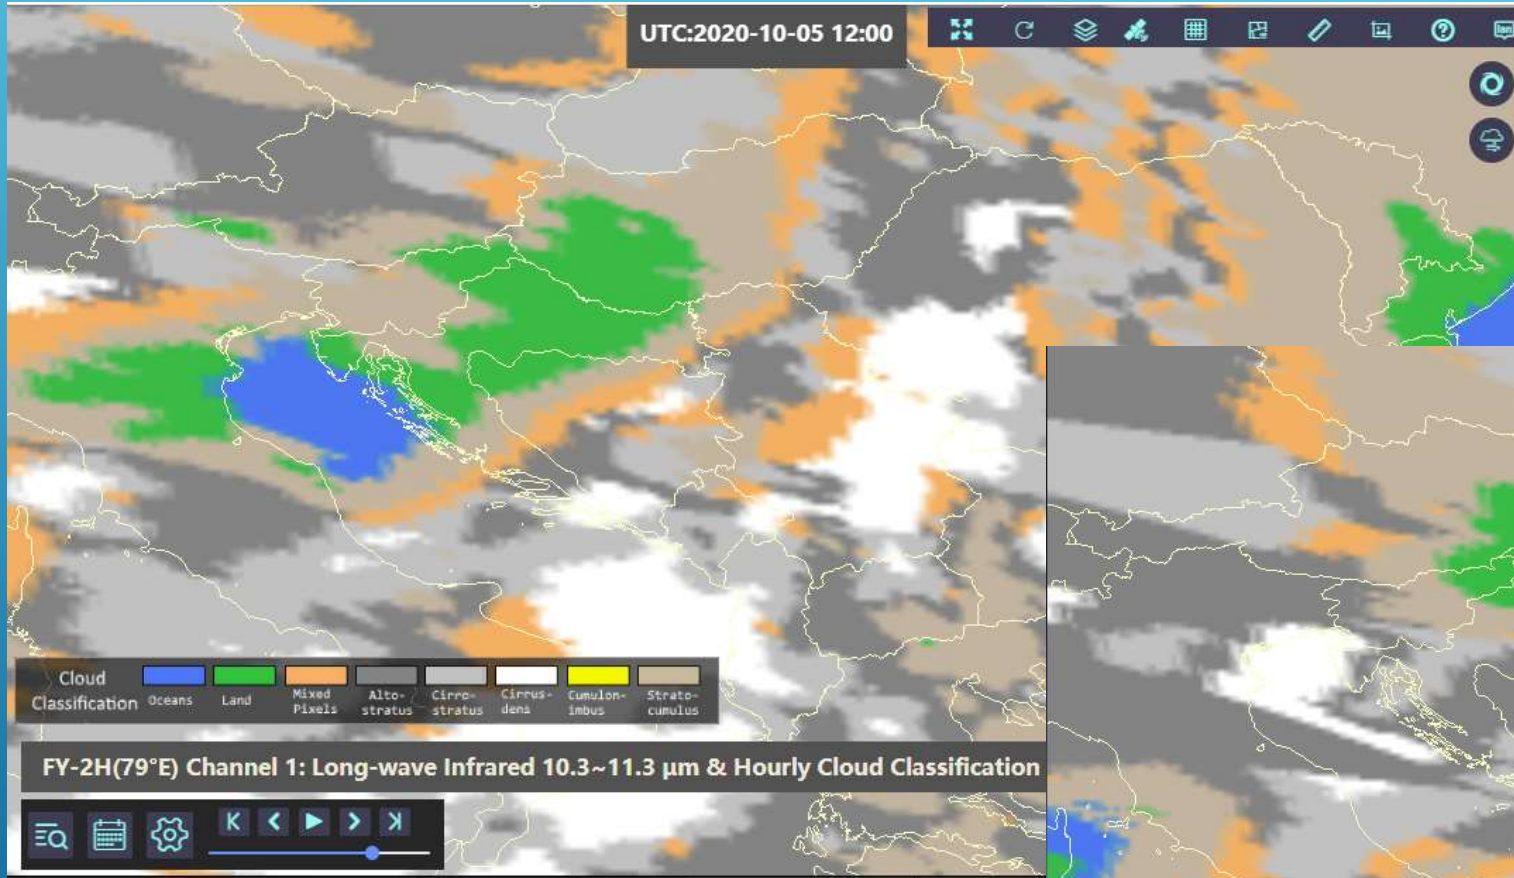 UTC:2020-10-05 12:00
lan
Cloud
Classification
Oceans
Land
Mixed
Pixels
Alto-
stratus
Cirro-
stratus
Cirrus-
dens
Cumulon-
imbus
Strato-
cumulus
FY-2H(79°E) Channel 1: Long-wave Infrared 10.3~11.3 μm & Hourly Cloud Classification